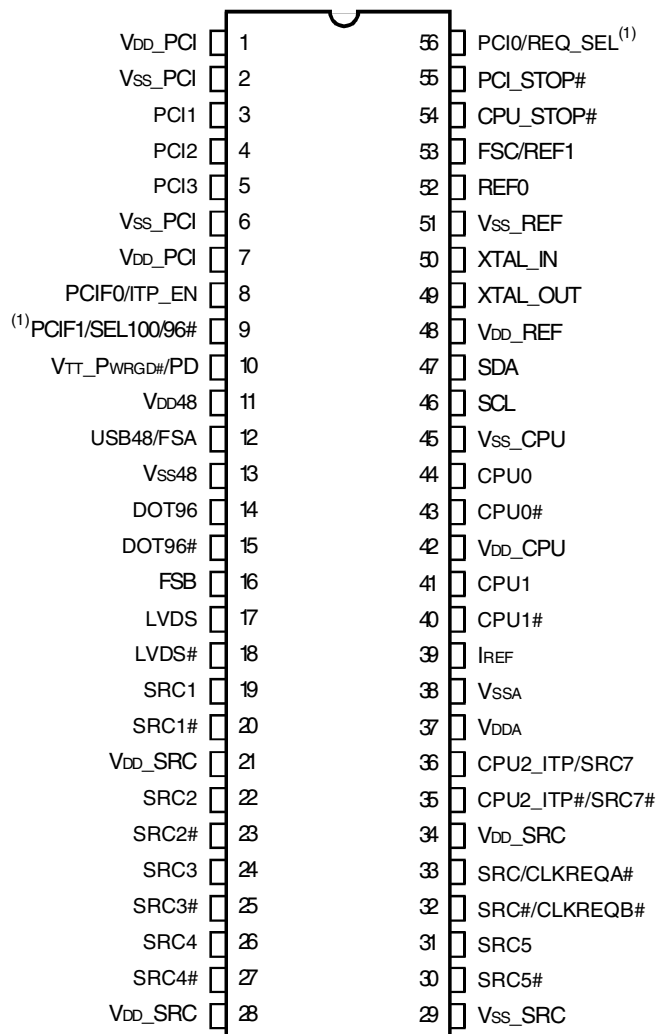 VDD_PCI 1 56 PCI0/REQ_SEL(1)
VSS_PCI 2 55 PCI_STOP#
PCI1 3 54 CPU_STOP#
PCI2 4 53 FSC/REF1
PCI3 5 52 REF0
VSS_PCI 6 51 VSS_REF
VDD_PCI 7 50 XTAL_IN
PCIF0/ITP_EN 8 49 XTAL_OUT
(1)PCIF1/SEL100/96# 9 48 VDD_REF
VTT_PWRGD#/PD 10 47 SDA
VDD48 11 46 SCL
USB48/FSA 12 45 VSS_CPU
VSS48 13 44 CPU0
DOT96 14 43 CPU0#
DOT96# 15 42 VDD_CPU
FSB 16 41 CPU1
LVDS 17 40 CPU1#
LVDS# 18 39 IREF
SRC1 19 38 VSSA
SRC1# 20 37 VDDA
VDD_SRC 21 36 CPU2_ITP/SRC7
SRC2 22 35 CPU2_ITP#/SRC7#
SRC2# 23 34 VDD_SRC
SRC3 24 33 SRC/CLKREQA#
SRC3# 25 32 SRC#/CLKREQB#
SRC4 26 31 SRC5
SRC4# 27 30 SRC5#
VDD_SRC 28 29 VSS_SRC